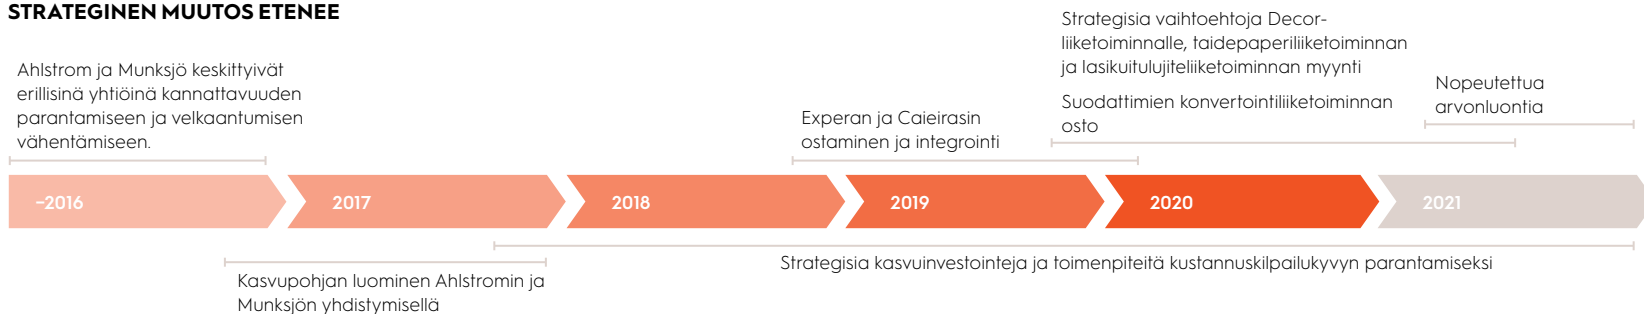 STRATEGINEN MUUTOS ETENEE
Ahlstrom ja Munksjö keskittyivät
erillisinä yhtiöinä kannattavuuden
parantamiseen ja velkaantumisen
vähentämiseen.
Experan ja Caieirasin
ostaminen ja integrointi
Strategisia vaihtoehtoja Decor-
liiketoiminnalle, taidepaperiliiketoiminnan
ja lasikuitulujiteliiketoiminnan myynti
Suodattimien konvertointiliiketoiminnan
osto
Nopeutettua
arvonluontia
–2016
2017
2018
2019
2020
2021
Kasvupohjan luominen Ahlstromin ja
Munksjön yhdistymisellä
Strategisia kasvuinvestointeja ja toimenpiteitä kustannuskilpailukyvyn parantamiseksi